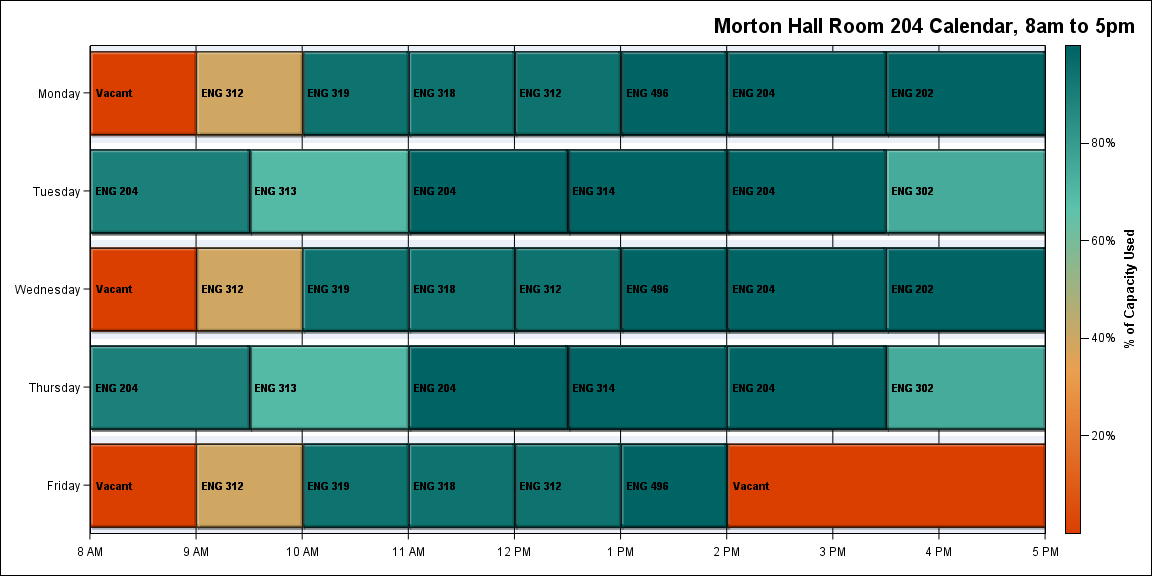 Morton Hall Room 204 Calendar, 8am to 5pm
Monday
Vacant
ENG 312
ENG 319
ENG 318
ENG 312
ENG 496
ENG 204
ENG 202
Tuesday
ENG 204
ENG 313
ENG 204
ENG 314
ENG 204
ENG 302
Wednesday
Vacant
ENG 312
ENG 319
ENG 318
ENG 312
ENG 496
ENG 204
ENG 202
Thursday
ENG 204
ENG 313
ENG 204
ENG 314
ENG 204
ENG 302
Friday
Vacant
ENG 312
ENG 319
ENG 318
ENG 312
ENG 496
Vacant
8 AM
9 AM
10 AM
11 AM
12 PM
1 PM
2 PM
3 PM
4 PM
5 PM
80%
60%
40%
20%
% of Capacity Used